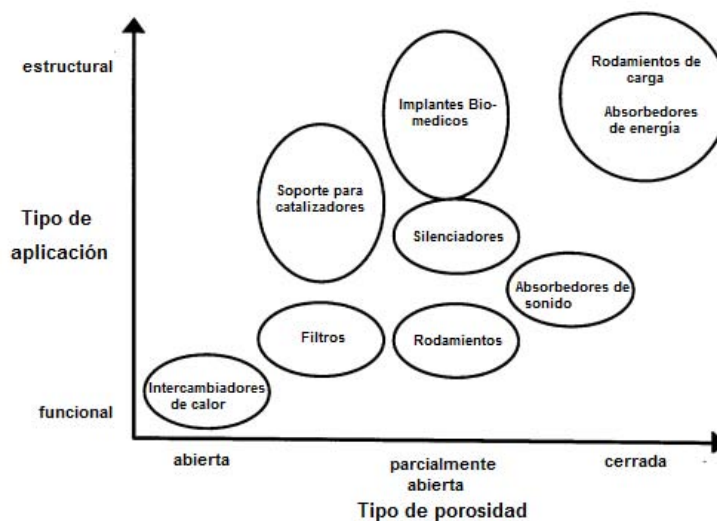 estructural
Rodamientos de
carga
Absorbedores
de energía
Implantes Bio-
medicos
Soporte para
catalizadores
Tipo de
aplicación
Silenciadores
Absorbedores de
sonido
Filtros
Rodamientos
Intercambiadores
de calor
funcional
abierta
parcialmente
abierta
cerrada
Tipo de porosidad